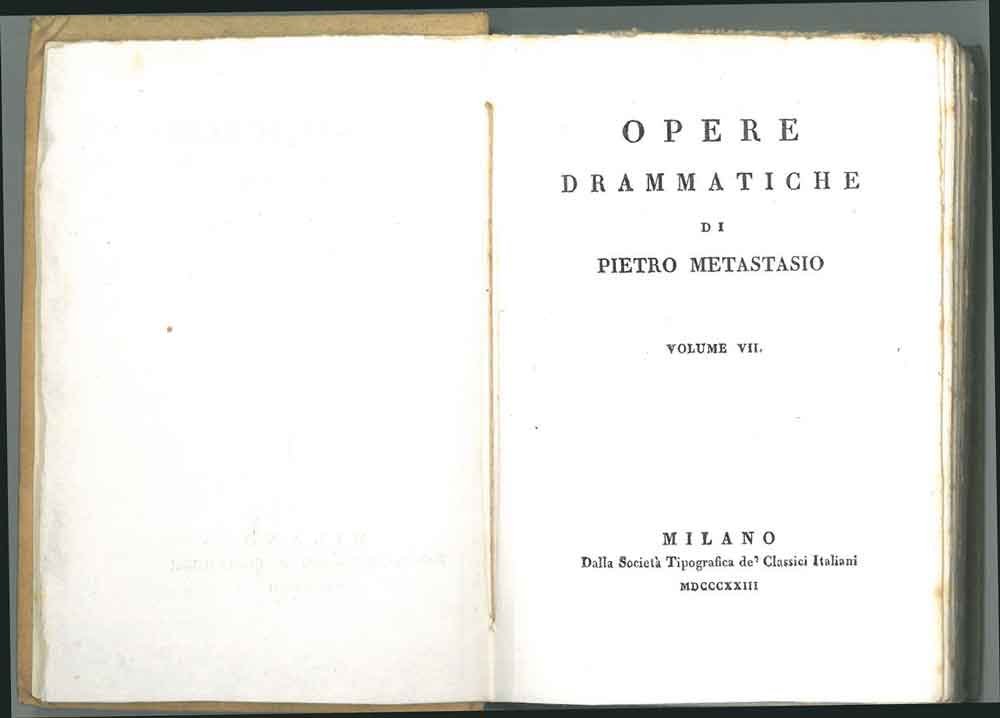 OPERE
DRAMMATICHE
DI
PIETRO METASTASIO
VOLUME VII.
MILANO
Dalla Società Tipografica de' Classici Italiani
MDCCCXXIII